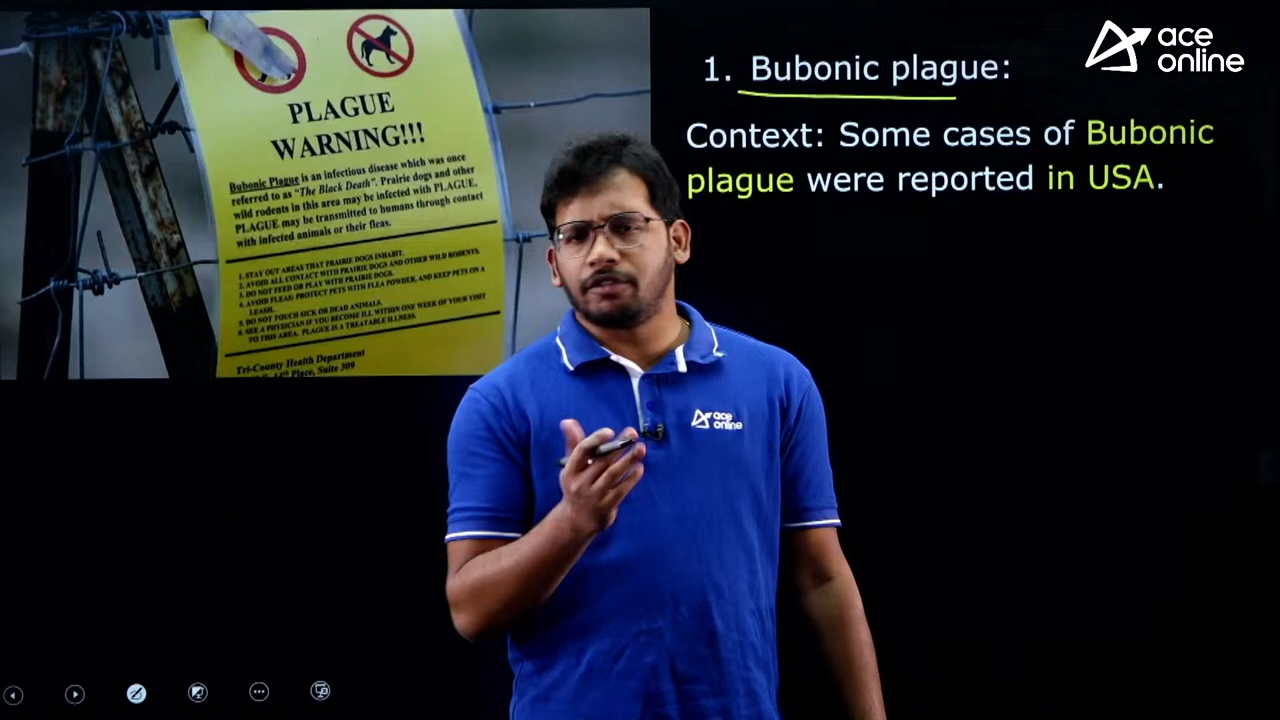 PLAGUE
WARNING!!!
Bubonic Plague is an infectious disease which was once
referred to as "The Black Death". Prairie dogs and other
wild rodents in this area may be infected with PLAGUE.
PLAGUE may be transmitted to humans through contact
with infected animals or their fleas.
1. STAY OUT AREAS THAT PRAIRIE DOGS INHABIT.
2. AVOID ALL CONTACT WITH PRAIRIE DOGS AND OTHER WILD RODENTS.
3. DO NOT FEED OR PLAY WITH PRAIRIE DOGS.
4. AVOID FLEAS: PROTECT PETS WITH FLEA POWDER, AND KEEP PETS ON A
LEASH.
5. DO NOT TOUCH SICK OR DEAD ANIMALS.
6. SEE A PHYSICIAN IF YOU BECOME ILL WITHIN ONE WEEK OF YOUR VISIT
TO THIS AREA. PLAGUE IS A TREATABLE ILLNESS.
Tri-County Health Department
14th Place, Suite 309
1. Bubonic plague:
Context: Some cases of Bubonic
plague were reported in USA.
ace
online
ace
online